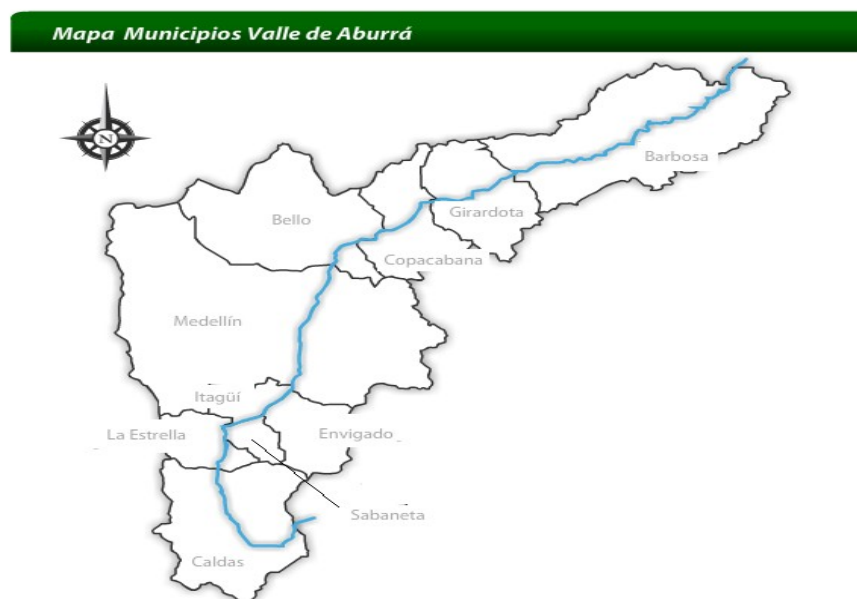 Mapa Municipios Valle de Aburrá
N
Barbosa
Girardota
Bello
Copacabana
Medellín
Itagüí
La Estrella
Envigado
Sabaneta
Caldas